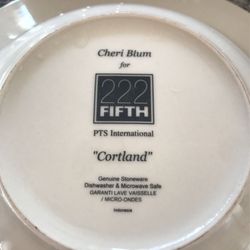 Cheri Blum
for
222
FIFTH
PTS International
"Cortland"
Genuine Stoneware
Dishwasher & Microwave Safe
GARANTI LAVE VAISSELLE
/ MICRO-ONDES
Indonesia